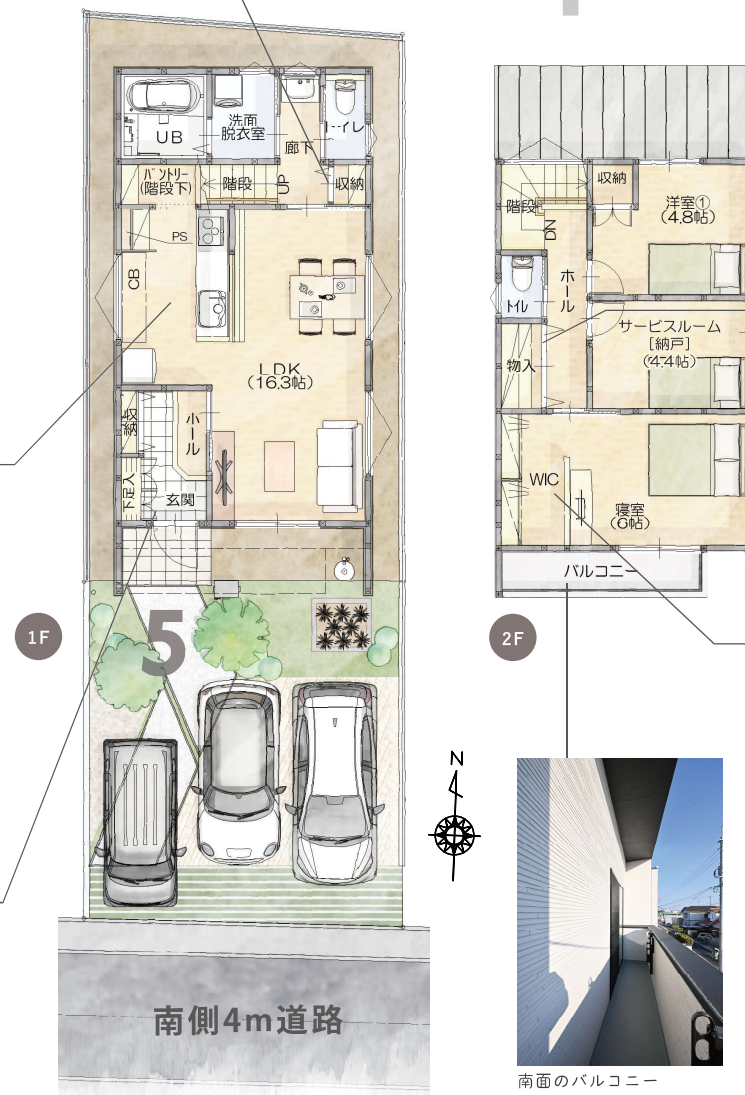 UB
洗面
脱衣室
トイレ
廊下
パントリー
(階段下)
階段
UP
収納
PS
CB
LDK
(16.3帖)
収納
ホール
下足入
玄関
1F
5
南側4m道路
N
階段
DN
収納
洋室①
(4.8帖)
ホール
トイレ
サービスルーム
[納戸]
(4.4帖)
物入
WIC
寝室
(6帖)
バルコニー
2F
南面のバルコニー